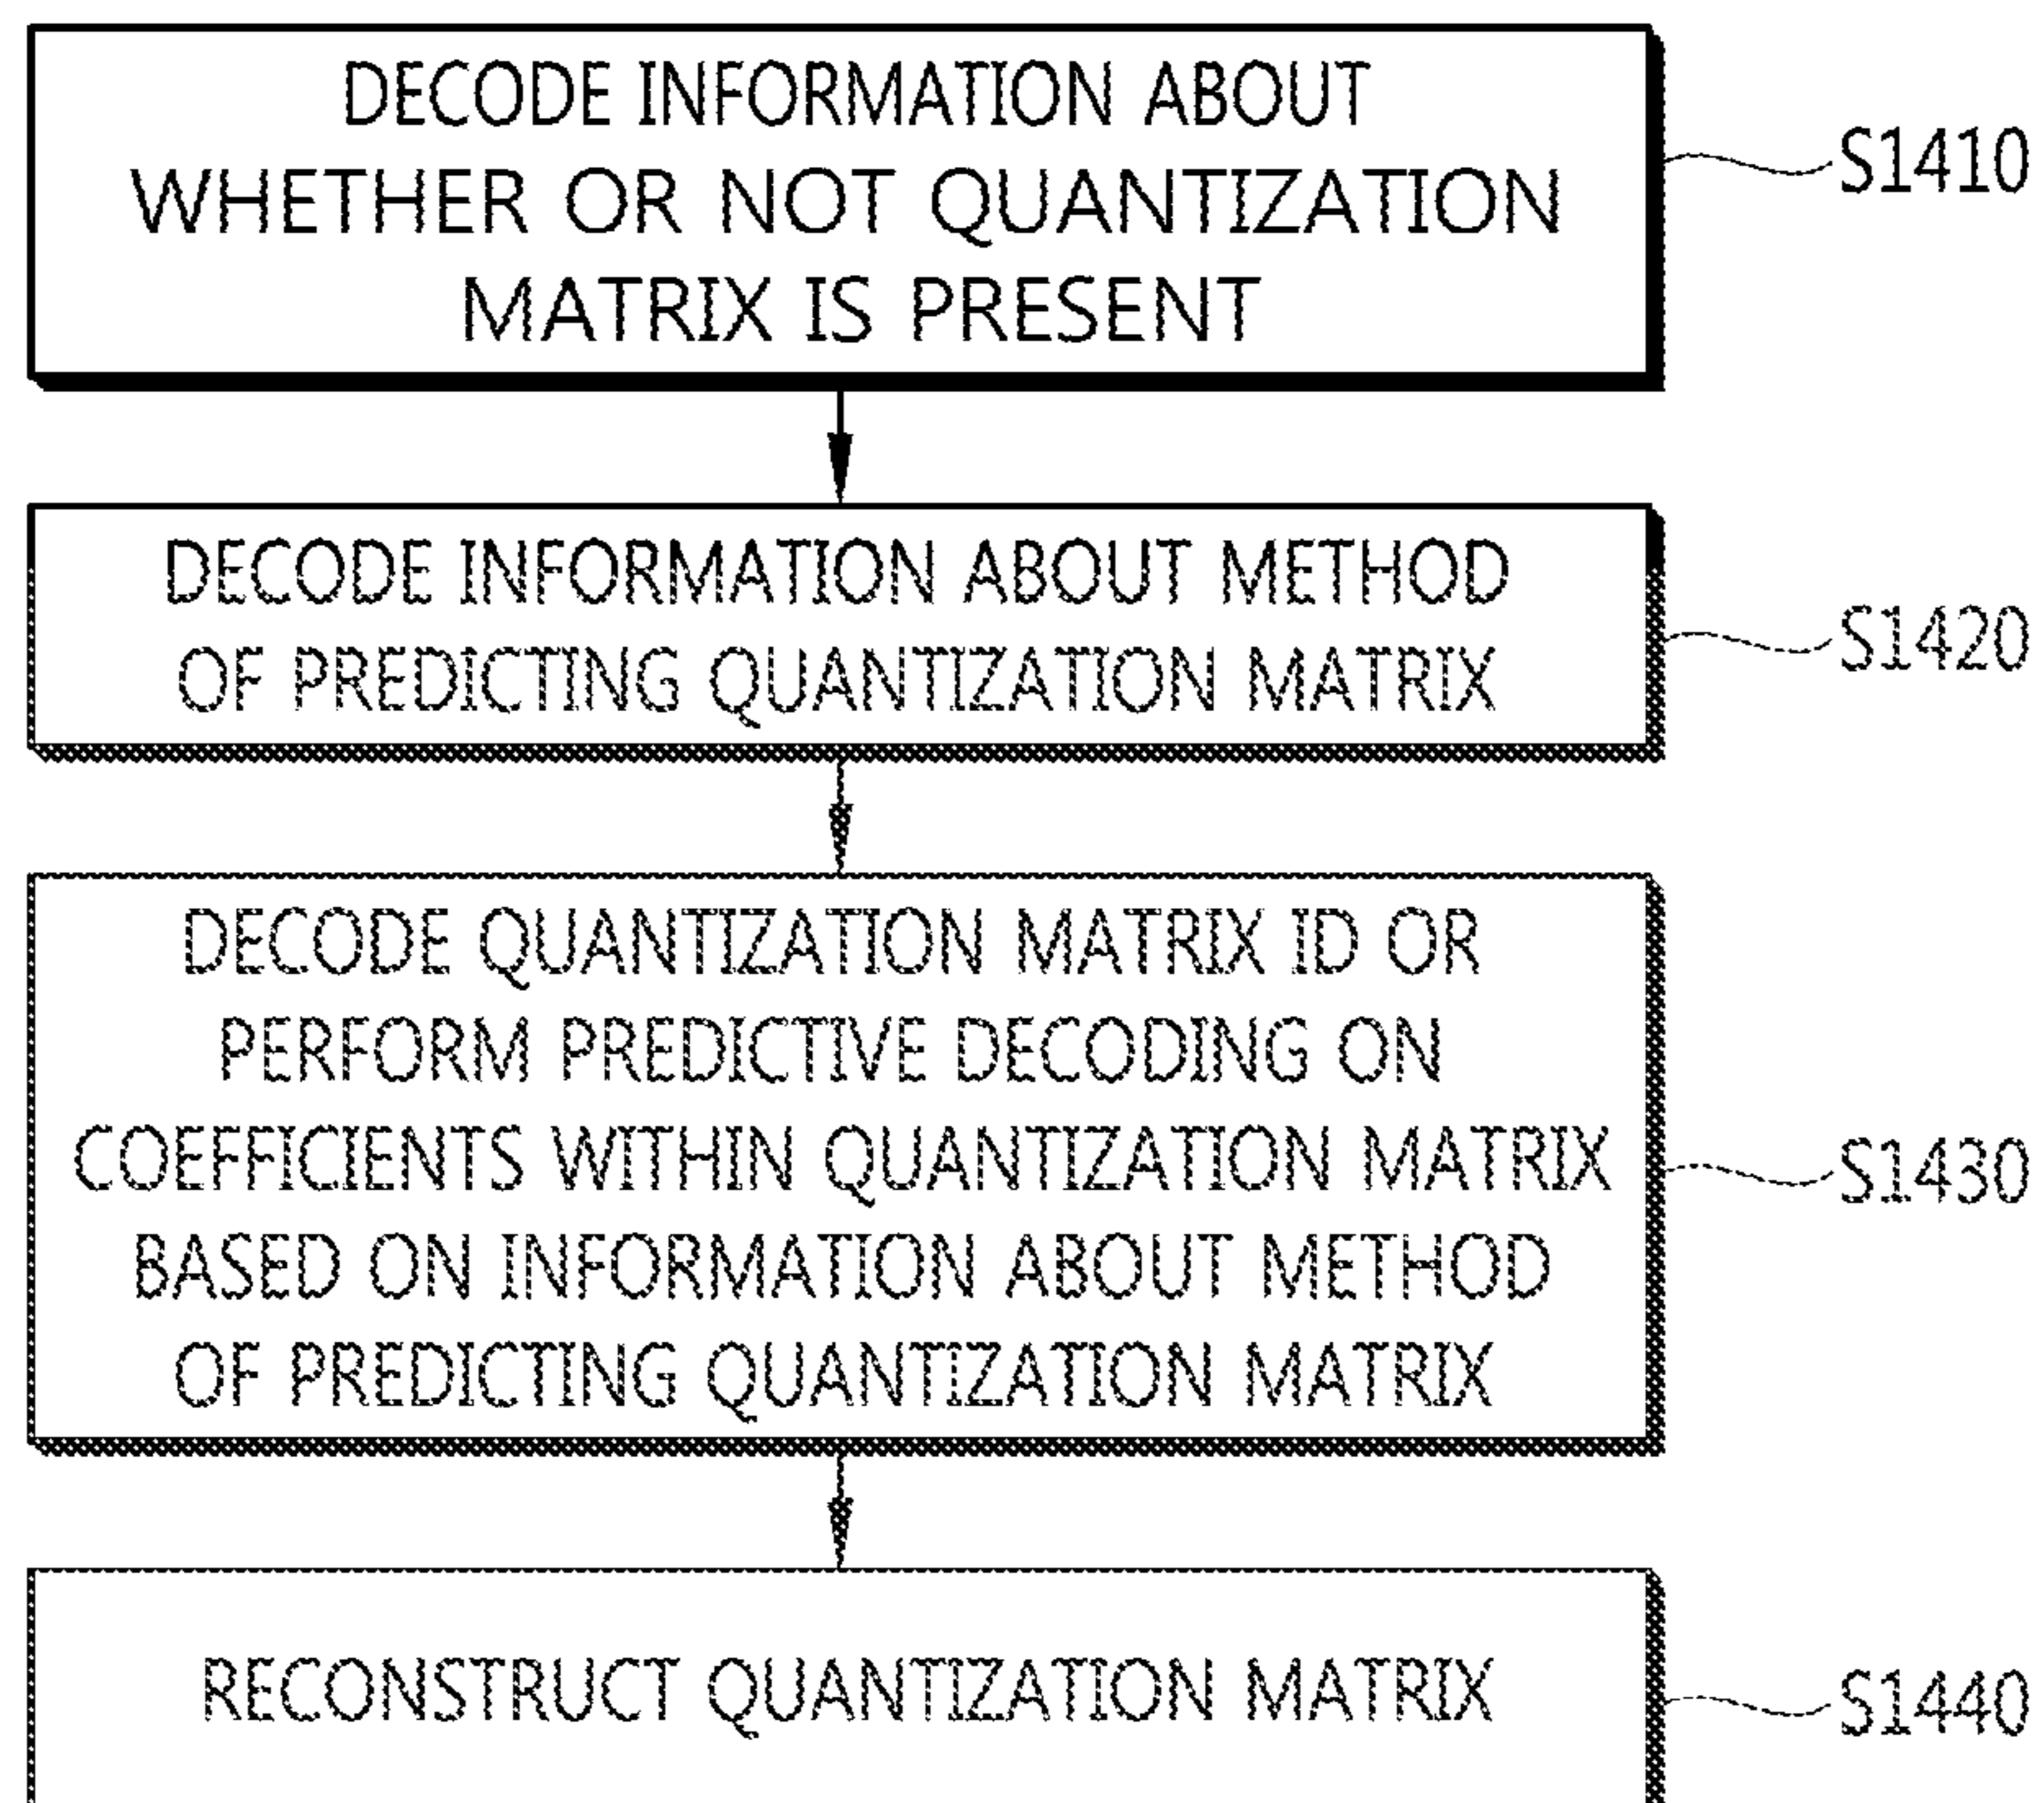 DECODE INFORMATION ABOUT
WHETHER OR NOT QUANTIZATION
MATRIX IS PRESENT
S1410
DECODE INFORMATION ABOUT METHOD
OF PREDICTING QUANTIZATION MATRIX
S1420
DECODE QUANTIZATION MATRIX ID OR
PERFORM PREDICTIVE DECODING ON
COEFFICIENTS WITHIN QUANTIZATION MATRIX
BASED ON INFORMATION ABOUT METHOD
OF PREDICTING QUANTIZATION MATRIX
S1430
RECONSTRUCT QUANTIZATION MATRIX
S1440